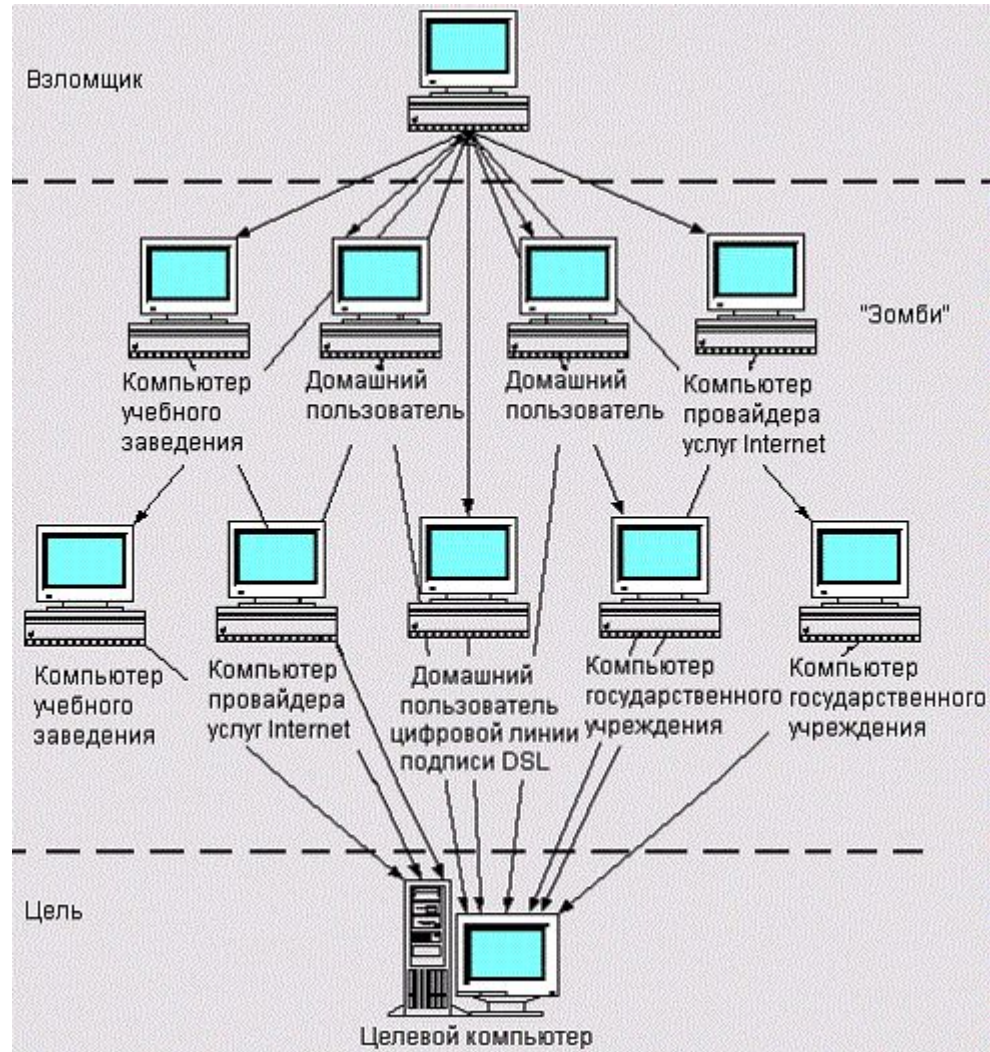 Взломщик
"Зомби"
Компьютер
учебного
заведения
Домашний
пользователь
Домашний
пользователь
Компьютер
провайдера
услуг Internet
Компьютер
учебного
заведения
Компьютер
провайдера
услуг Internet
Домашний
пользователь
цифровой линии
подписи DSL
Компьютер
государственного
учреждения
Компьютер
государственного
учреждения
Цель
Целевой компьютер